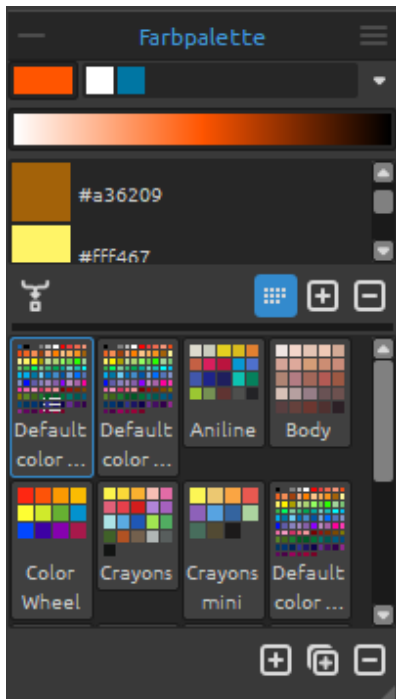 Farbpalette
#a36209
#fff467
Default
color ...
Default
color ...
Aniline
Body
Color
Wheel
Crayons
Crayons
mini
Default
color ...